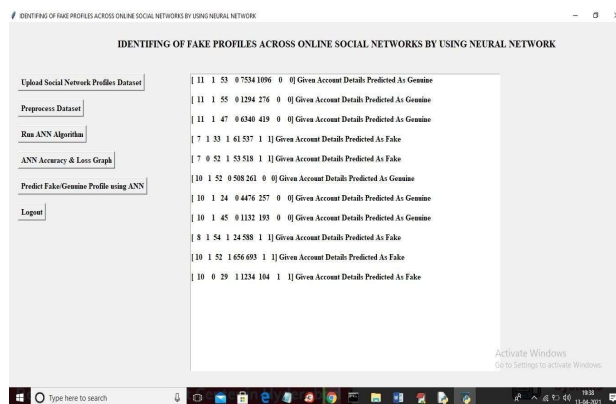 IDENTIFING OF FAKE PROFILES ACROSS ONLINE SOCIAL NETWORKS BY USING NEURAL NETWORK
IDENTIFING OF FAKE PROFILES ACROSS ONLINE SOCIAL NETWORKS BY USING NEURAL NETWORK
Upload Social Network Profiles Dataset
Preprocess Dataset
Run ANN Algorithm
ANN Accuracy & Loss Graph
Predict Fake/Genuine Profile using ANN
Logout
[ 11 1 53 0 7534 1096 0 0] Given Account Details Predicted As Genuine
[ 11 1 55 0 1294 276 0 0] Given Account Details Predicted As Genuine
[ 11 1 47 0 6340 419 0 0] Given Account Details Predicted As Genuine
[ 7 1 33 1 61 537 1 1] Given Account Details Predicted As Fake
[ 7 0 52 1 53 518 1 1] Given Account Details Predicted As Fake
[ 10 1 52 0 508 261 0 0] Given Account Details Predicted As Genuine
[ 10 1 24 0 4476 257 0 0] Given Account Details Predicted As Genuine
[ 10 1 45 0 1132 193 0 0] Given Account Details Predicted As Genuine
[ 8 1 54 1 24 588 1 1] Given Account Details Predicted As Fake
[ 10 1 52 1 656 693 1 1] Given Account Details Predicted As Fake
[ 10 0 29 1 1234 104 1 1] Given Account Details Predicted As Fake
Activate Windows
Go to Settings to activate Windows.
Type here to search
19:38
11-04-2021